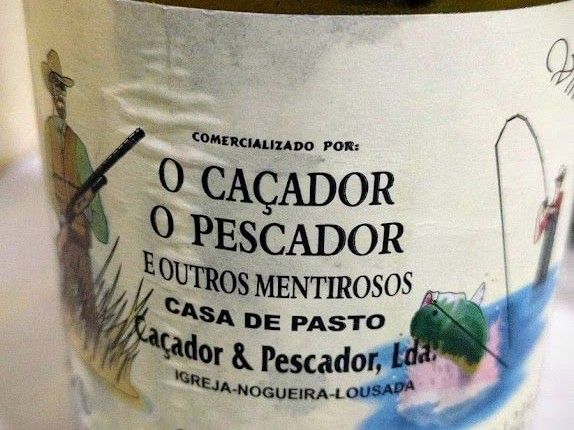 COMERCIALIZADO POR:
O CAÇADOR
O PESCADOR
E OUTROS MENTIROSOS
CASA DE PASTO
Caçador & Pescador, Lda.
IGREJA-NOGUEIRA-LOUSADA